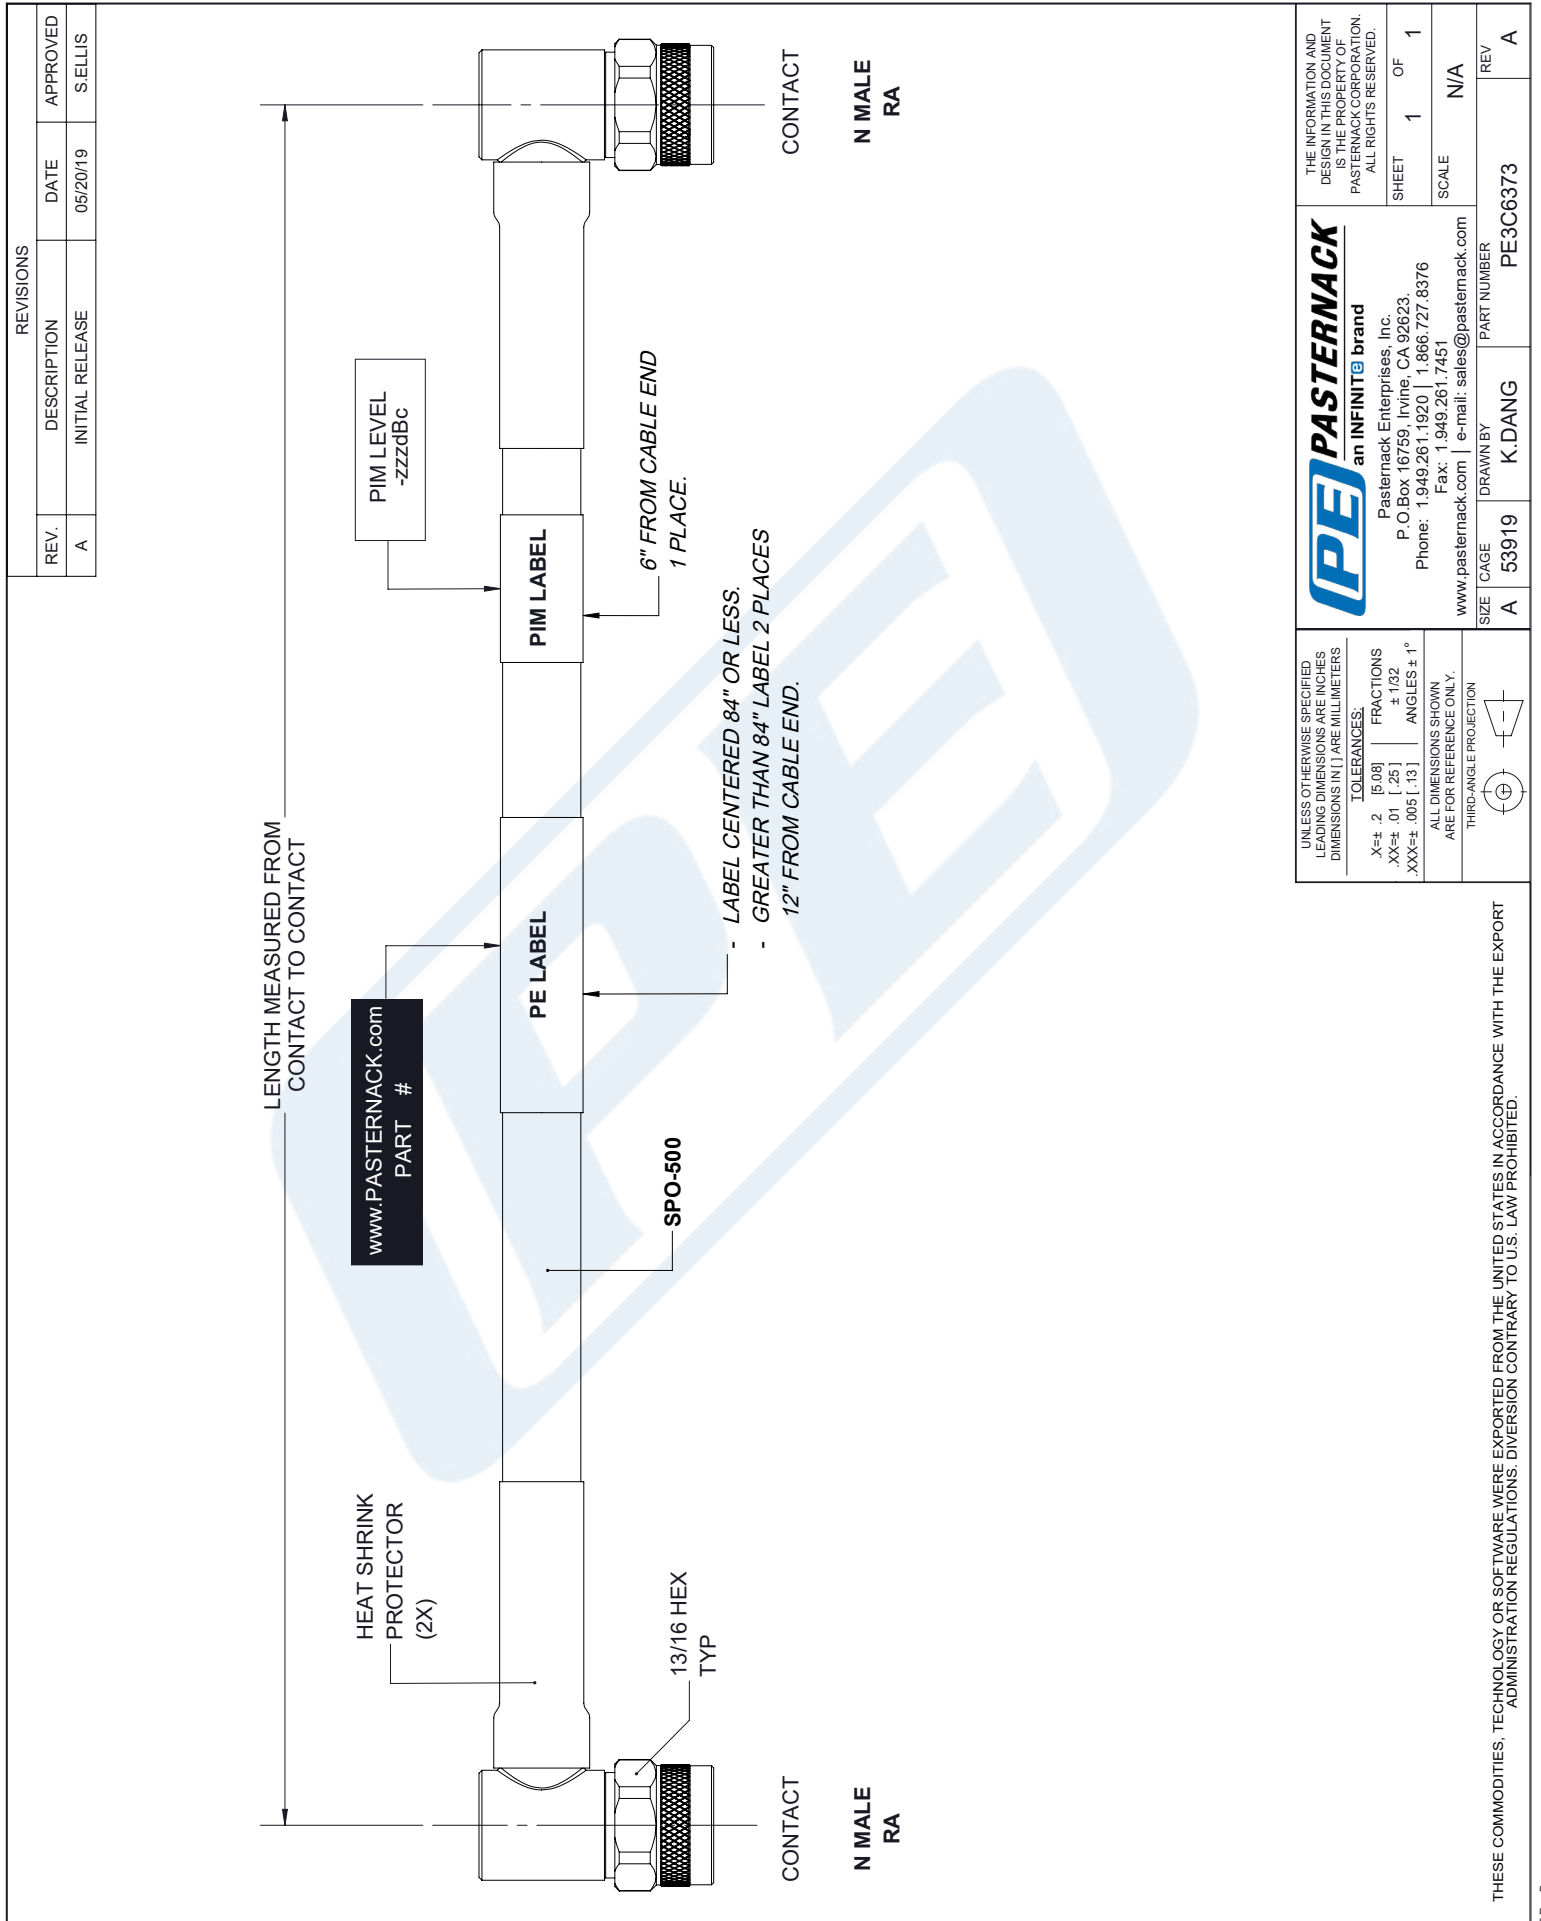 REVISIONS
REV. DESCRIPTION DATE APPROVED
A INITIAL RELEASE 05/20/19 S.ELLIS
LENGTH MEASURED FROM
CONTACT TO CONTACT
HEAT SHRINK
PROTECTOR
(2X)
www.PASTERNACK.com
PART #
PIM LEVEL
-zzzdBc
PE LABEL
PIM LABEL
13/16 HEX
TYP
SPO-500
- LABEL CENTERED 84" OR LESS.
- GREATER THAN 84" LABEL 2 PLACES
12" FROM CABLE END.
6" FROM CABLE END
1 PLACE.
CONTACT
N MALE
RA
CONTACT
N MALE
RA
UNLESS OTHERWISE SPECIFIED
LEADING DIMENSIONS ARE INCHES
DIMENSIONS IN [ ] ARE MILLIMETERS
TOLERANCES:
.X=± .2 [5.08] FRACTIONS
.XX=± .01 [ .25] ± 1/32
.XXX=± .005 [ .13] ANGLES ± 1°
ALL DIMENSIONS SHOWN
ARE FOR REFERENCE ONLY.
THIRD-ANGLE PROJECTION
PE PASTERNACK
an INFINITe brand
Pasternack Enterprises, Inc.
P.O.Box 16759, Irvine, CA 92623.
Phone: 1.949.261.1920 | 1.866.727.8376
Fax: 1.949.261.7451
www.pasternack.com | e-mail: sales@pasternack.com
THE INFORMATION AND
DESIGN IN THIS DOCUMENT
IS THE PROPERTY OF
PASTERNACK CORPORATION.
ALL RIGHTS RESERVED.
SHEET 1 OF 1
SCALE N/A
SIZE A
CAGE 53919
DRAWN BY K.DANG
PART NUMBER PE3C6373
REV A
THESE COMMODITIES, TECHNOLOGY OR SOFTWARE WERE EXPORTED FROM THE UNITED STATES IN ACCORDANCE WITH THE EXPORT
ADMINISTRATION REGULATIONS. DIVERSION CONTRARY TO U.S. LAW PROHIBITED.